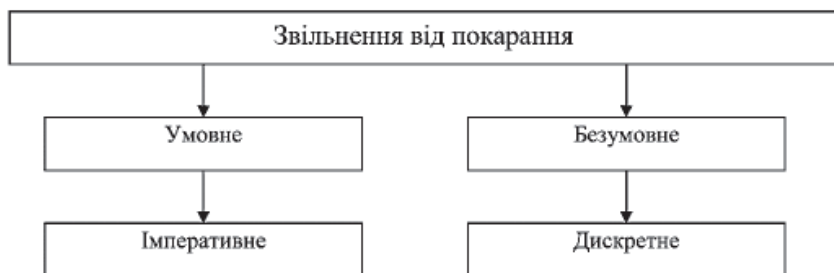 Звільнення від покарання
Умовне
Безумовне
Імперативне
Дискретне